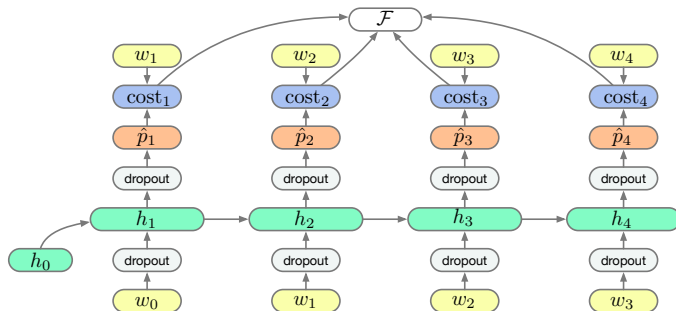 𝓕
w₁ w₂ w₃ w₄
cost₁ cost₂ cost₃ cost₄
p̂₁ p̂₂ p̂₃ p̂₄
dropout dropout dropout dropout
h₁ h₂ h₃ h₄
h₀ dropout dropout dropout dropout
w₀ w₁ w₂ w₃